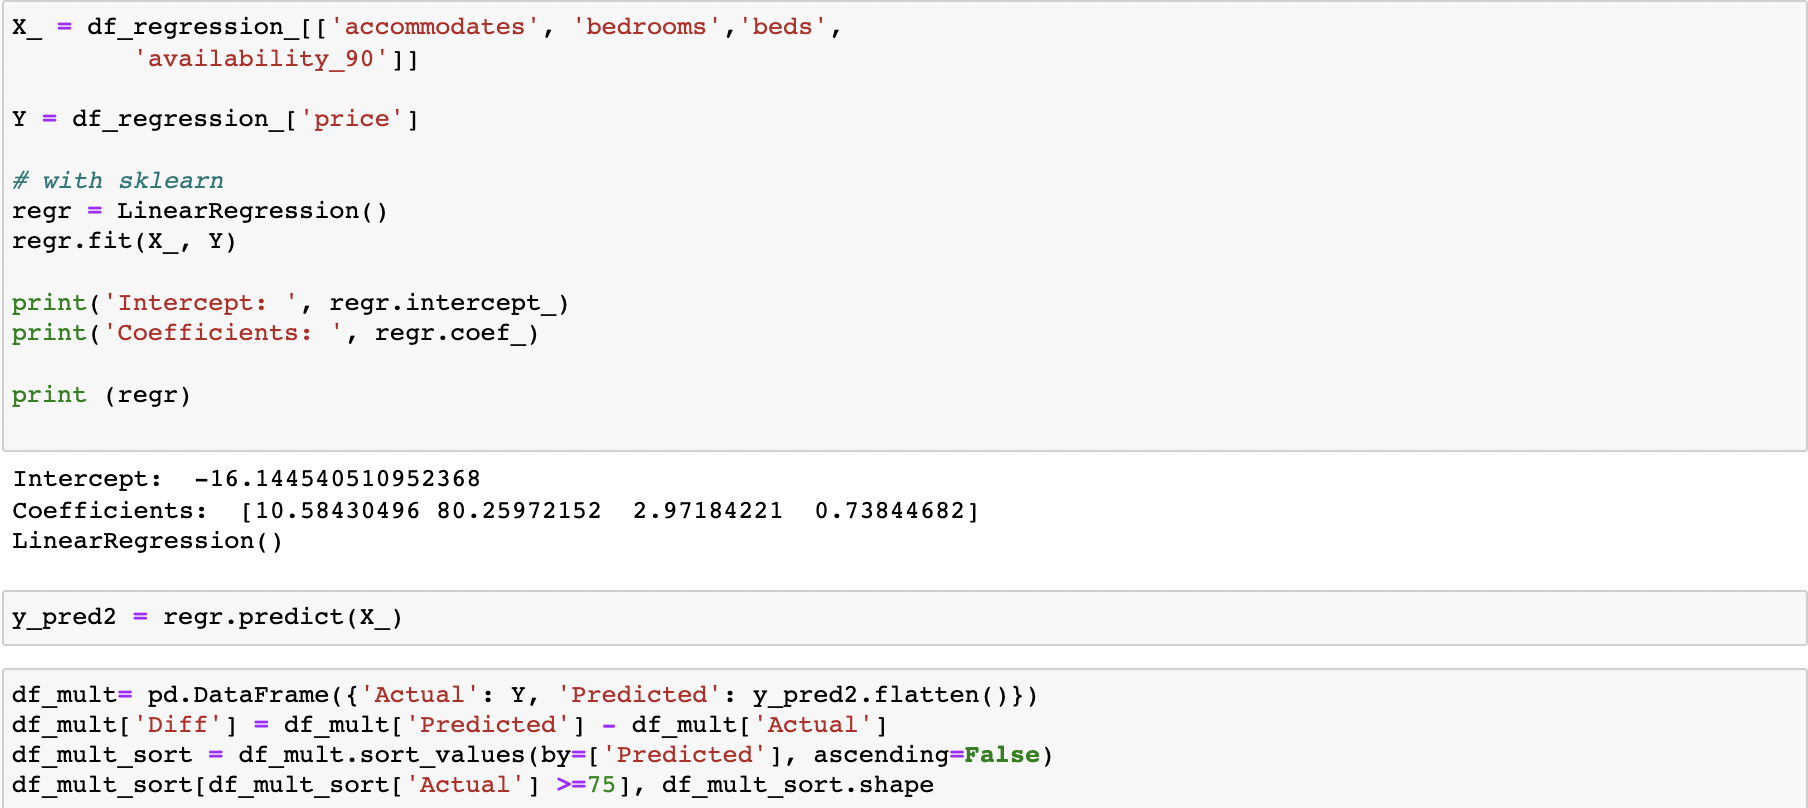 X_ = df_regression_[['accommodates', 'bedrooms','beds',
        'availability_90']]
Y = df_regression_['price']
# with sklearn
regr = LinearRegression()
regr.fit(X_, Y)
print('Intercept: ', regr.intercept_)
print('Coefficients: ', regr.coef_)
print (regr)
Intercept:  -16.144540510952368
Coefficients:  [10.58430496 80.25972152  2.97184221  0.73844682]
LinearRegression()
y_pred2 = regr.predict(X_)
df_mult= pd.DataFrame({'Actual': Y, 'Predicted': y_pred2.flatten()})
df_mult['Diff'] = df_mult['Predicted'] - df_mult['Actual']
df_mult_sort = df_mult.sort_values(by=['Predicted'], ascending=False)
df_mult_sort[df_mult_sort['Actual'] >=75], df_mult_sort.shape